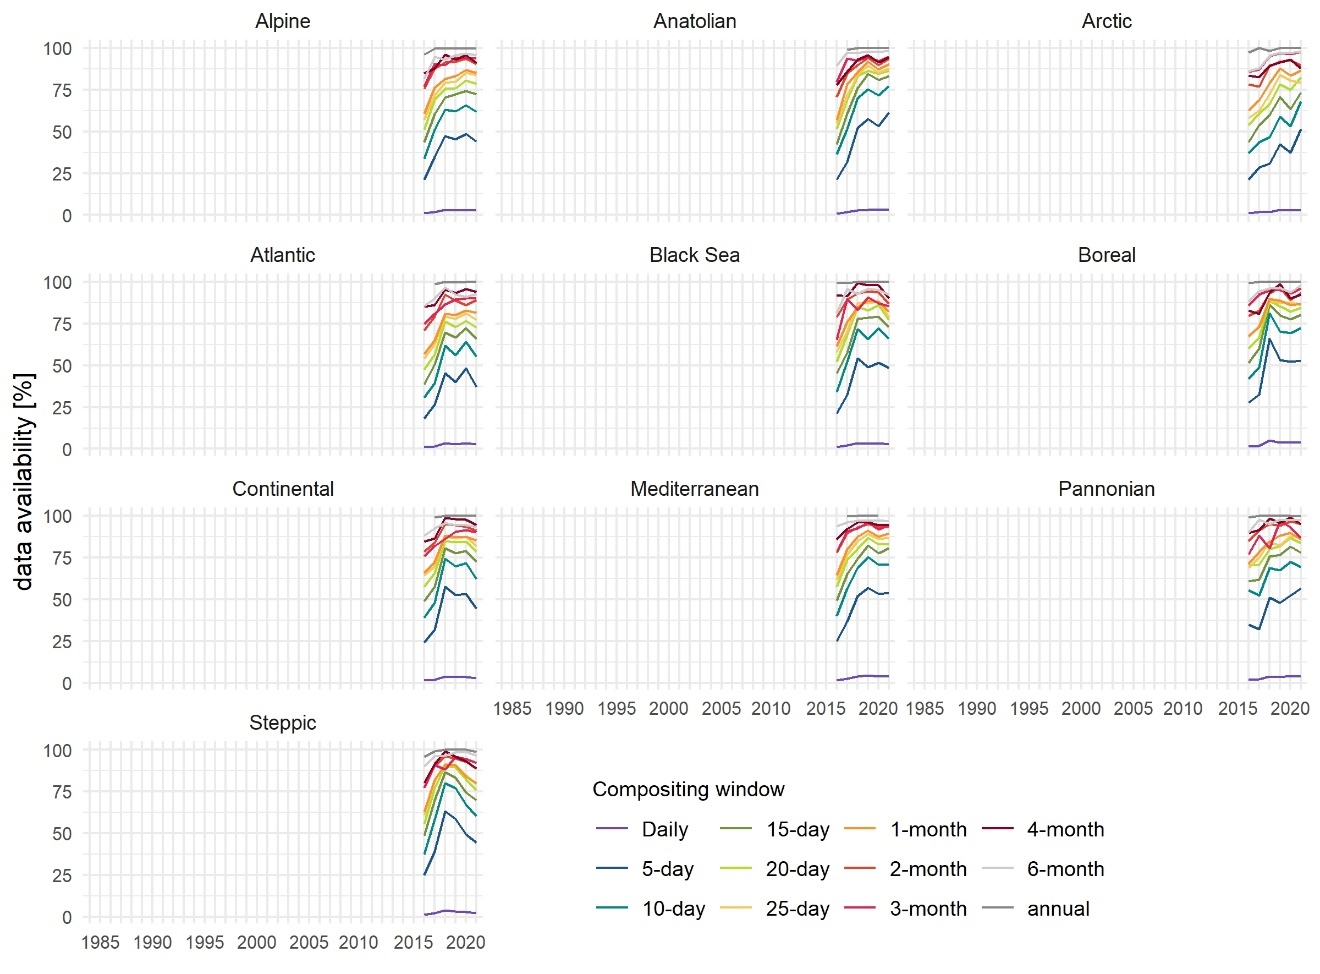 Alpine
Anatolian
Arctic
100
75
50
25
0
Atlantic
Black Sea
Boreal
100
75
50
25
0
data availability [%]
Continental
Mediterranean
Pannonian
100
75
50
25
0
1985 1990 1995 2000 2005 2010 2015 2020
1985 1990 1995 2000 2005 2010 2015 2020
Steppic
100
75
50
25
0
1985 1990 1995 2000 2005 2010 2015 2020
Compositing window
Daily 15-day 1-month 4-month
5-day 20-day 2-month 6-month
10-day 25-day 3-month annual